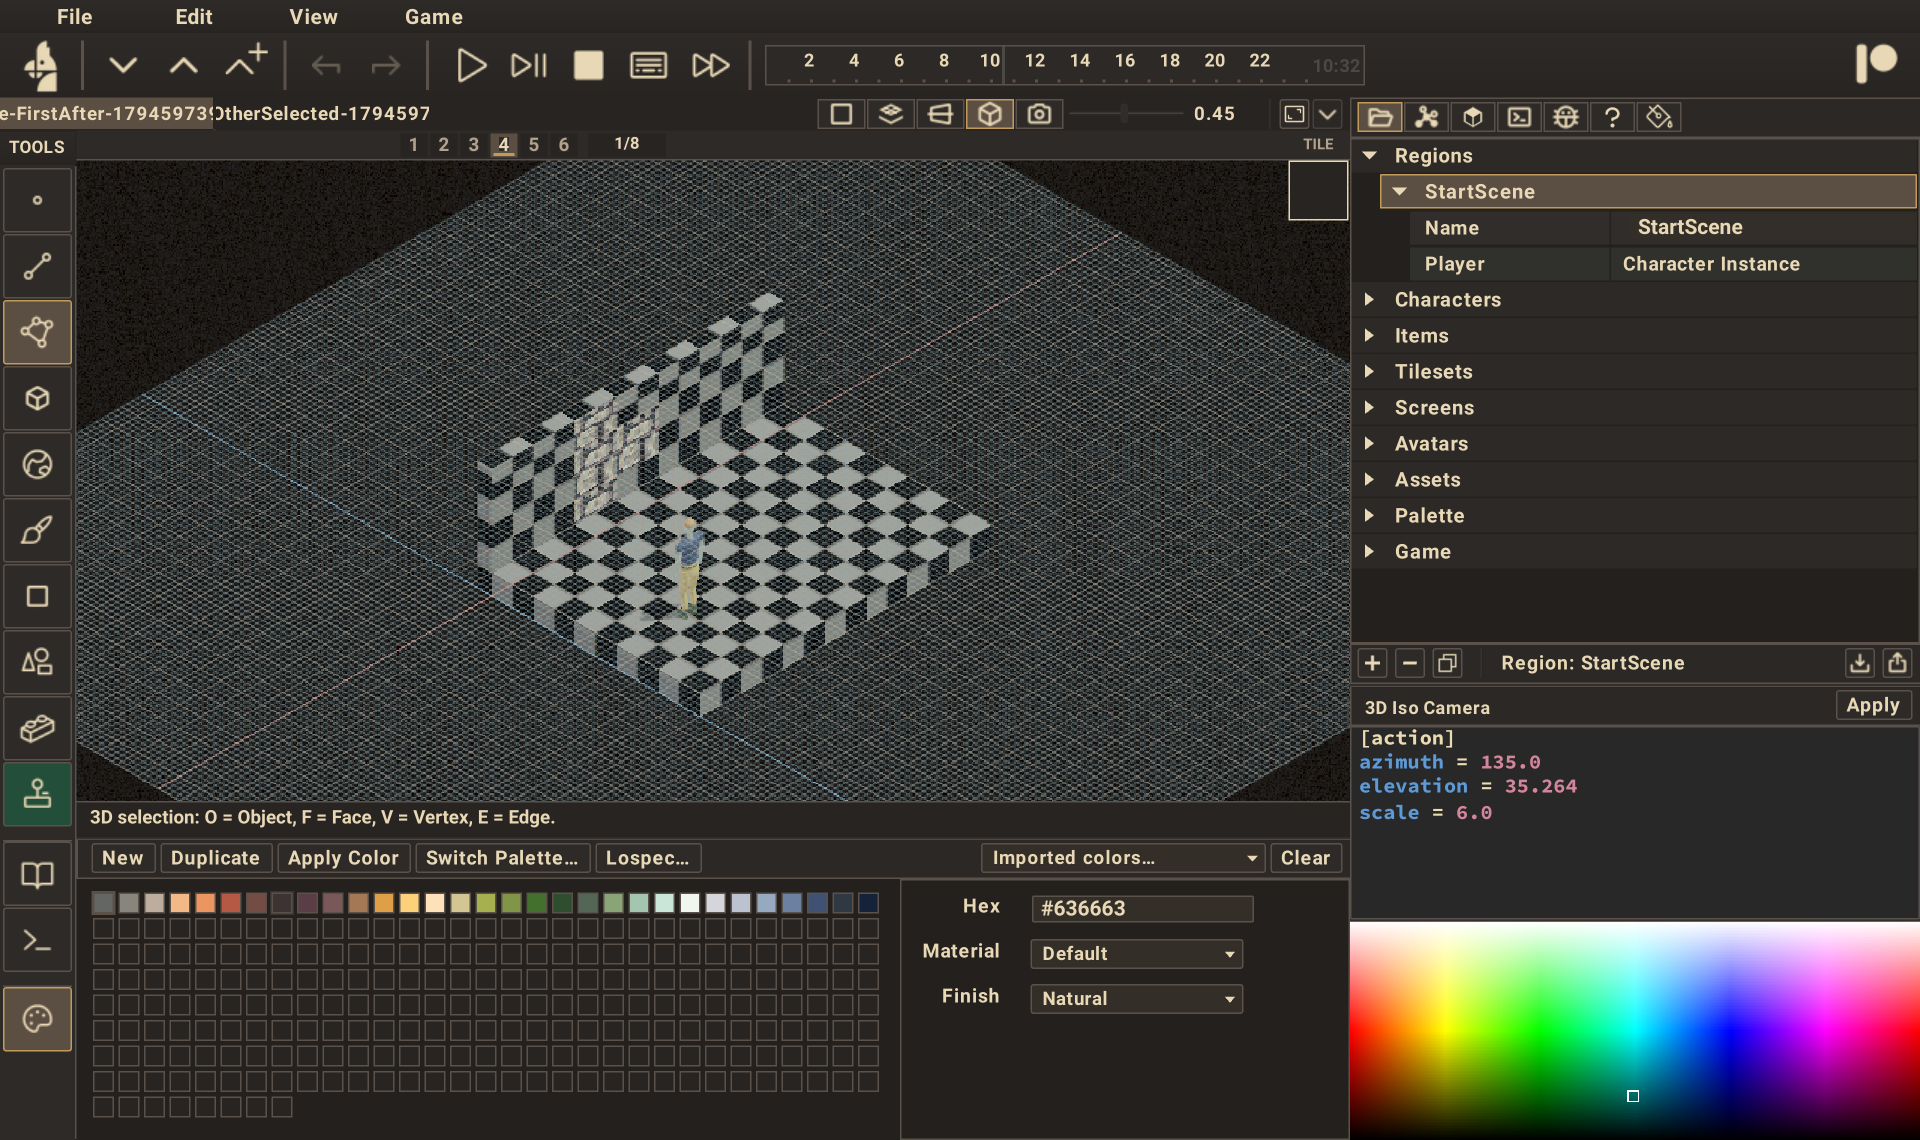 File Edit View Game
2 4 6 8 10 12 14 16 18 20 22 10:32
e-FirstAfter-179459739 OtherSelected-1794597
0.45
TOOLS 1 2 3 4 5 6 1/8 TILE
Regions
StartScene
Name StartScene
Player Character Instance
Characters
Items
Tilesets
Screens
Avatars
Assets
Palette
Game
Region: StartScene
3D Iso Camera Apply
[action]
azimuth = 135.0
elevation = 35.264
scale = 6.0
3D selection: O = Object, F = Face, V = Vertex, E = Edge.
New Duplicate Apply Color Switch Palette... Lospec... Imported colors... Clear
Hex #636663
Material Default
Finish Natural